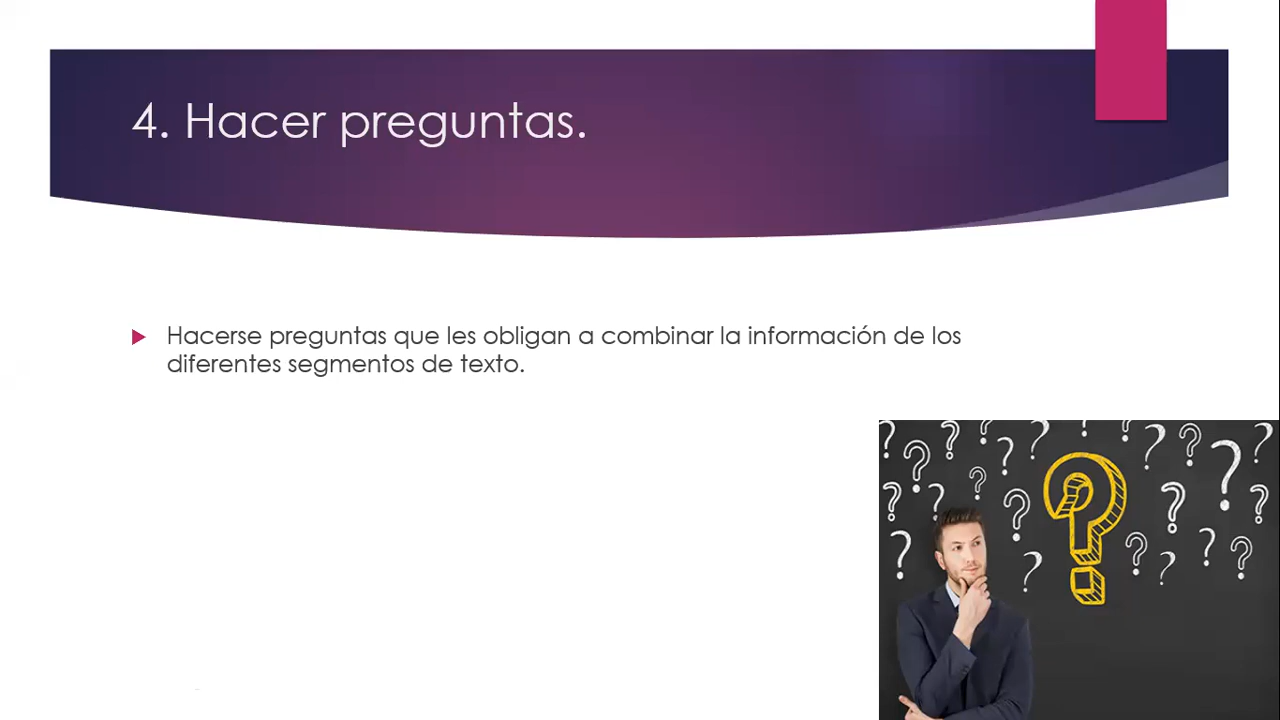 4. Hacer preguntas.
Hacerse preguntas que les obligan a combinar la información de los
diferentes segmentos de texto.